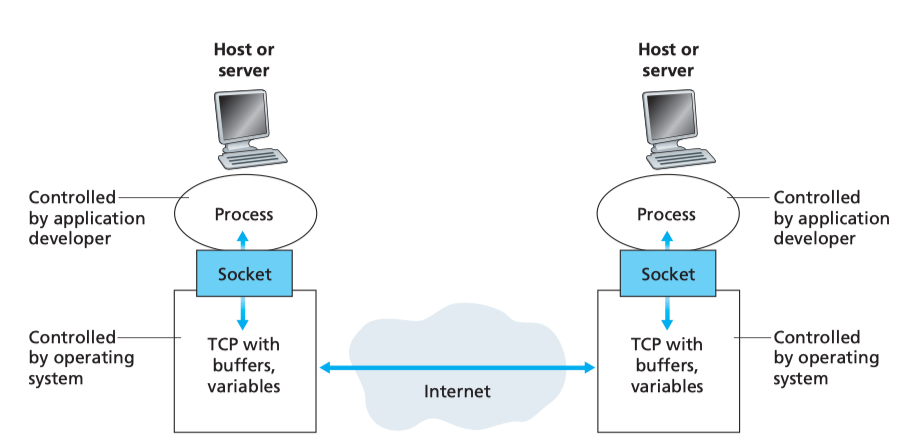 Host or
server
Host or
server
Controlled
by application
developer
Process
Process
Controlled
by application
developer
Socket
Socket
Controlled
by operating
system
TCP with
buffers,
variables
Internet
TCP with
buffers,
variables
Controlled
by operating
system